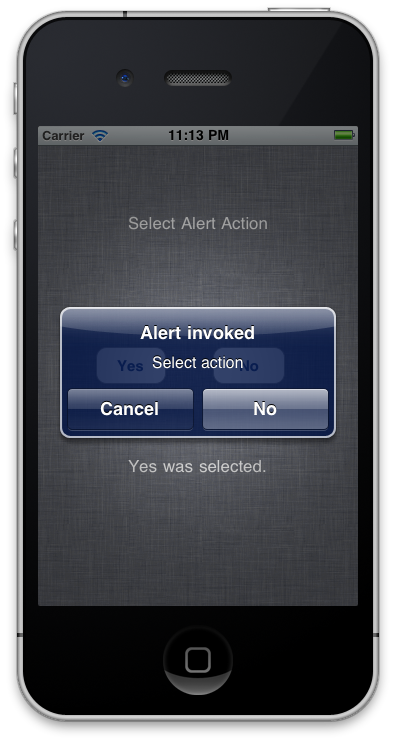 Carrier 11:13 PM
Select Alert Action
Alert invoked
Yes Select action No
Cancel No
Yes was selected.